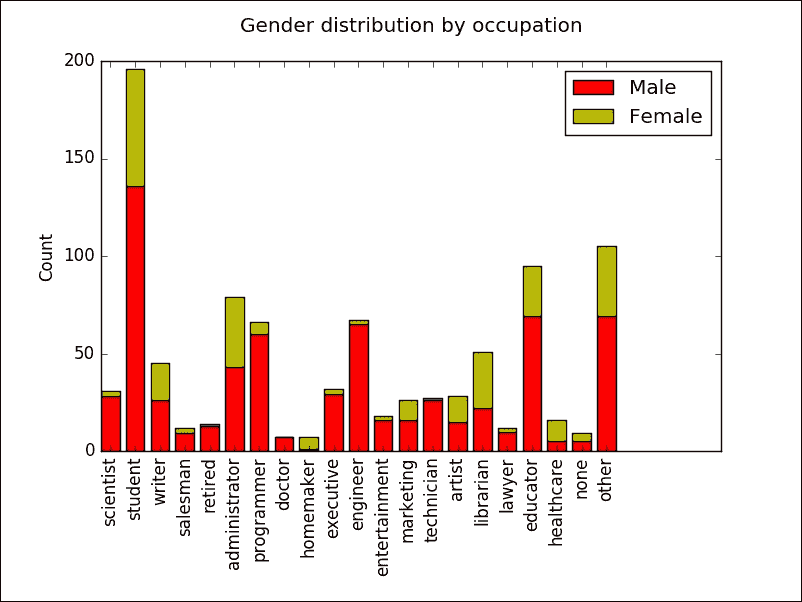 Gender distribution by occupation
Male
Female
Count
200
150
100
50
0
scientist
student
writer
salesman
retired
administrator
programmer
doctor
homemaker
executive
engineer
entertainment
marketing
technician
artist
librarian
lawyer
educator
healthcare
none
other